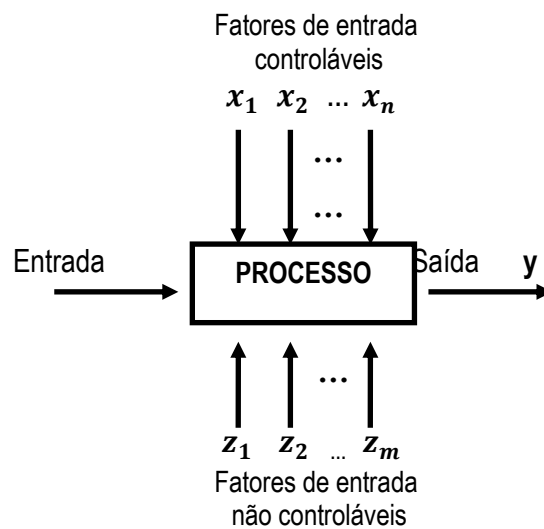 Fatores de entrada
controláveis
x₁ x₂ ... xₙ
...
...
Entrada PROCESSO Saída y
...
z₁ z₂ ... zₘ
Fatores de entrada
não controláveis